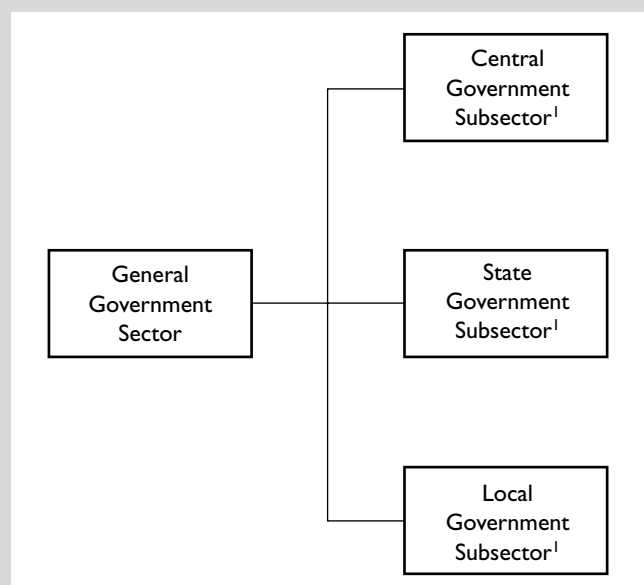 Central
Government
Subsector¹
General
Government
Sector
State
Government
Subsector¹
Local
Government
Subsector¹